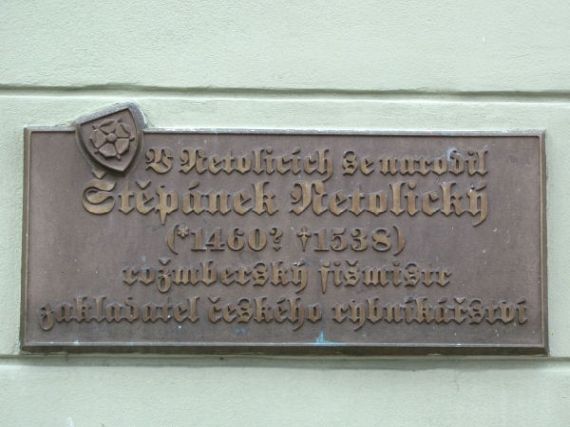 V Netolicích se narodil
Štěpánek Netolický
(*1460? †1538)
rožmberský fišmistr
zakladatel českého rybníkářství